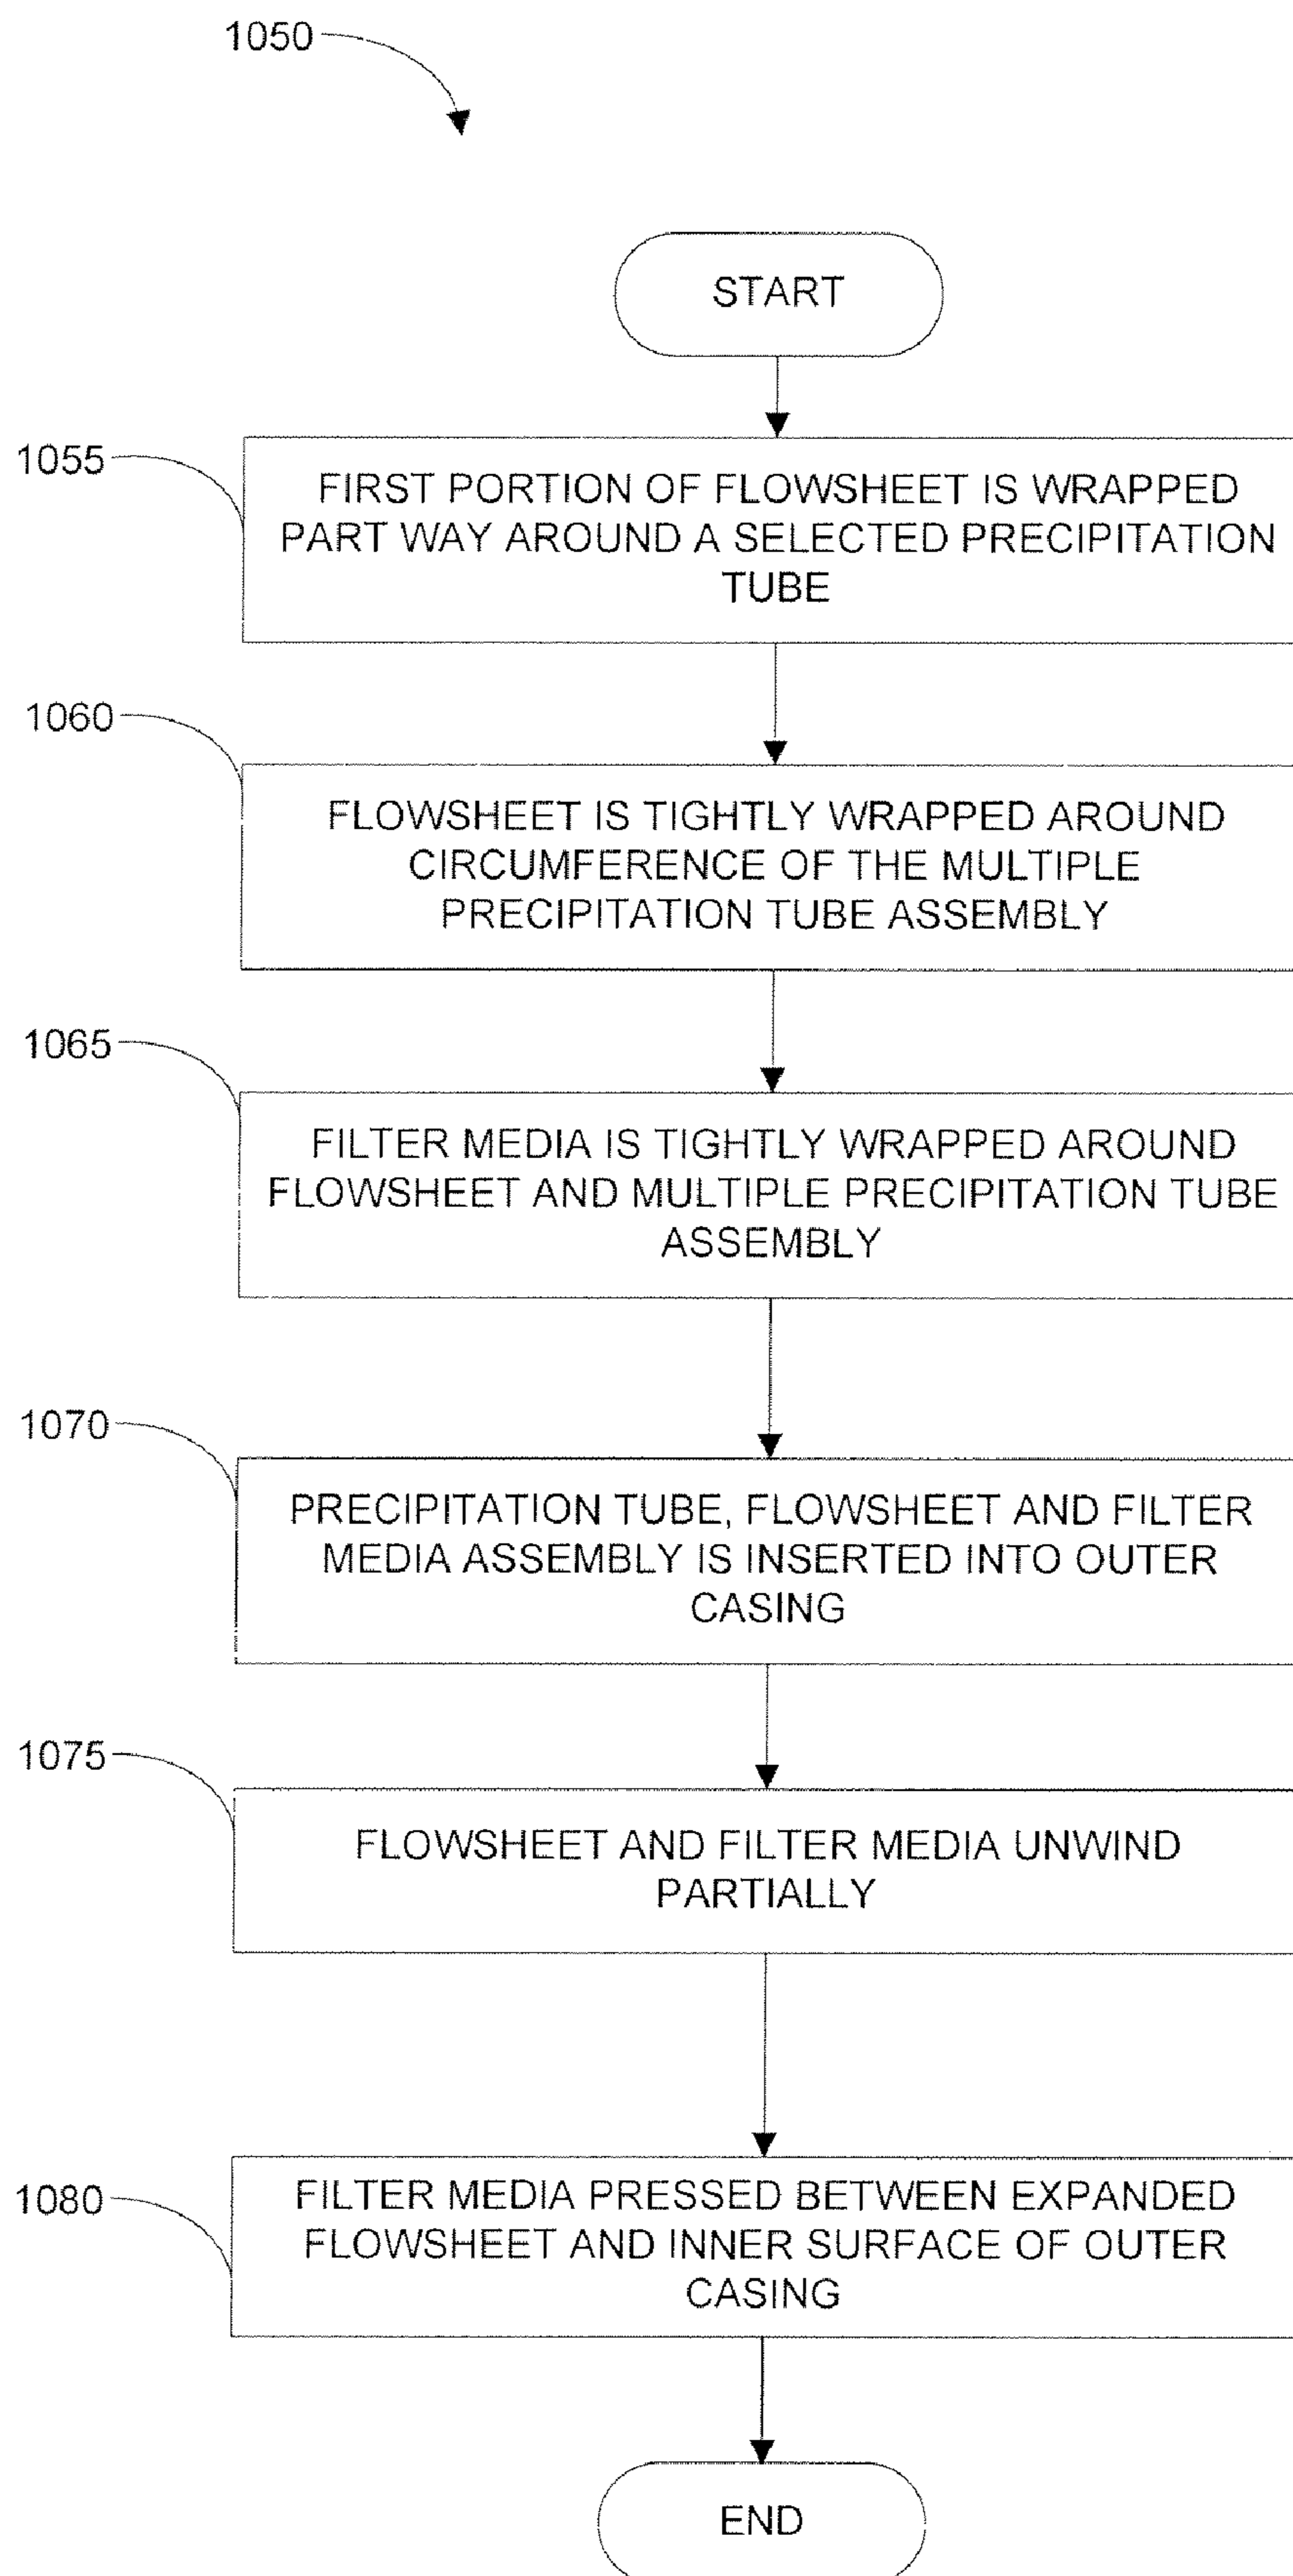 1050
START
1055
FIRST PORTION OF FLOWSHEET IS WRAPPED
PART WAY AROUND A SELECTED PRECIPITATION
TUBE
1060
FLOWSHEET IS TIGHTLY WRAPPED AROUND
CIRCUMFERENCE OF THE MULTIPLE
PRECIPITATION TUBE ASSEMBLY
1065
FILTER MEDIA IS TIGHTLY WRAPPED AROUND
FLOWSHEET AND MULTIPLE PRECIPITATION TUBE
ASSEMBLY
1070
PRECIPITATION TUBE, FLOWSHEET AND FILTER
MEDIA ASSEMBLY IS INSERTED INTO OUTER
CASING
1075
FLOWSHEET AND FILTER MEDIA UNWIND
PARTIALLY
1080
FILTER MEDIA PRESSED BETWEEN EXPANDED
FLOWSHEET AND INNER SURFACE OF OUTER
CASING
END